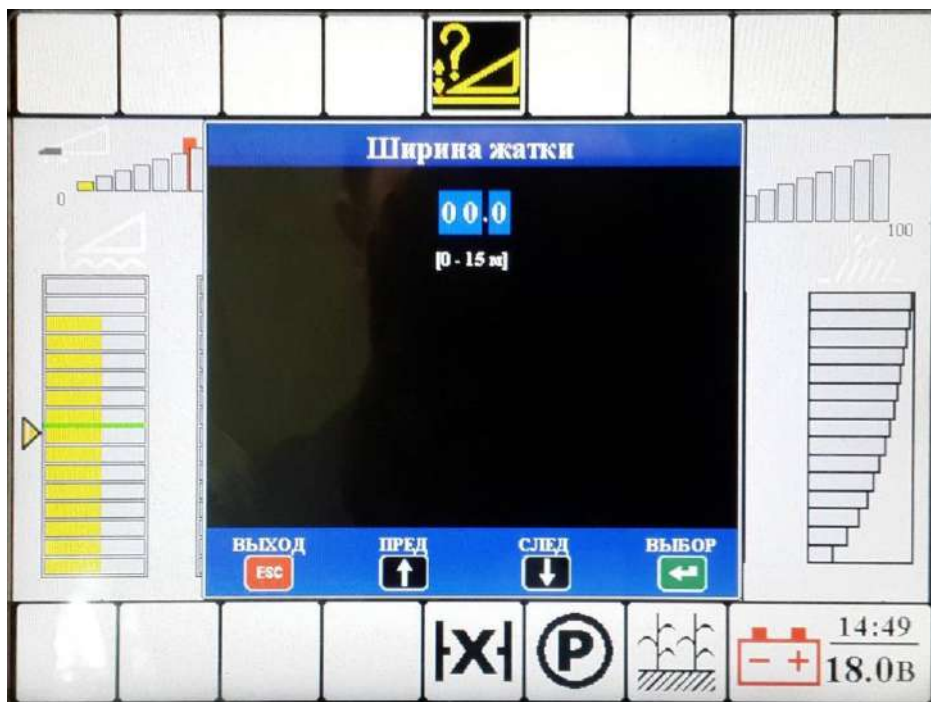 ?
Ширина жатки
00.0
[0 - 15 м]
0
100
ВЫХОД ПРЕД СЛЕД ВЫБОР
ESC
X
P
14:49
18.0В